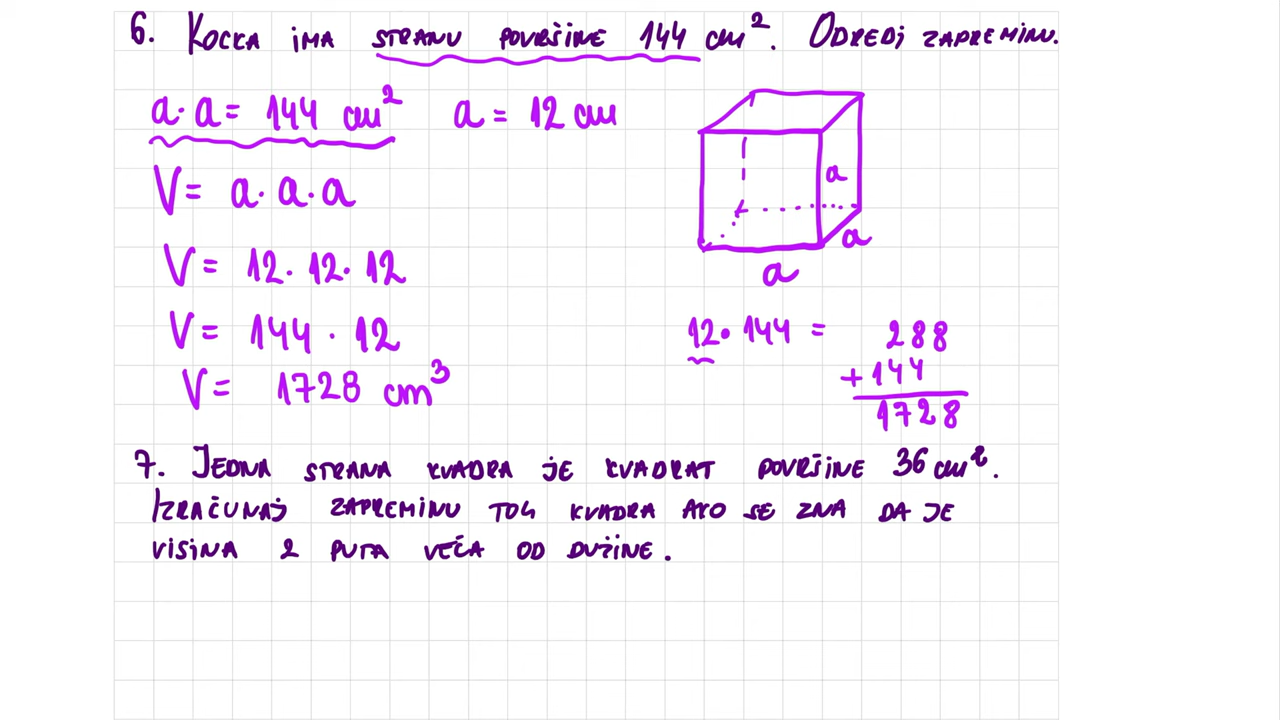 6. KOCKA IMA STRANU POVRŠINE 144 cm². ODREDI ZAPREMINU.
a·a = 144 cm² a = 12 cm
V = a·a·a
a
a
a
V = 12·12·12
V = 144 · 12
12·144 = 288
+144
1728
V = 1728 cm³
7. JEDNA STRANA KVADRA JE KVADRAT POVRŠINE 36 cm².
IZRAČUNAJ ZAPREMINU TOG KVADRA AKO SE ZNA DA JE
VISINA 2 PUTA VEĆA OD DUŽINE.